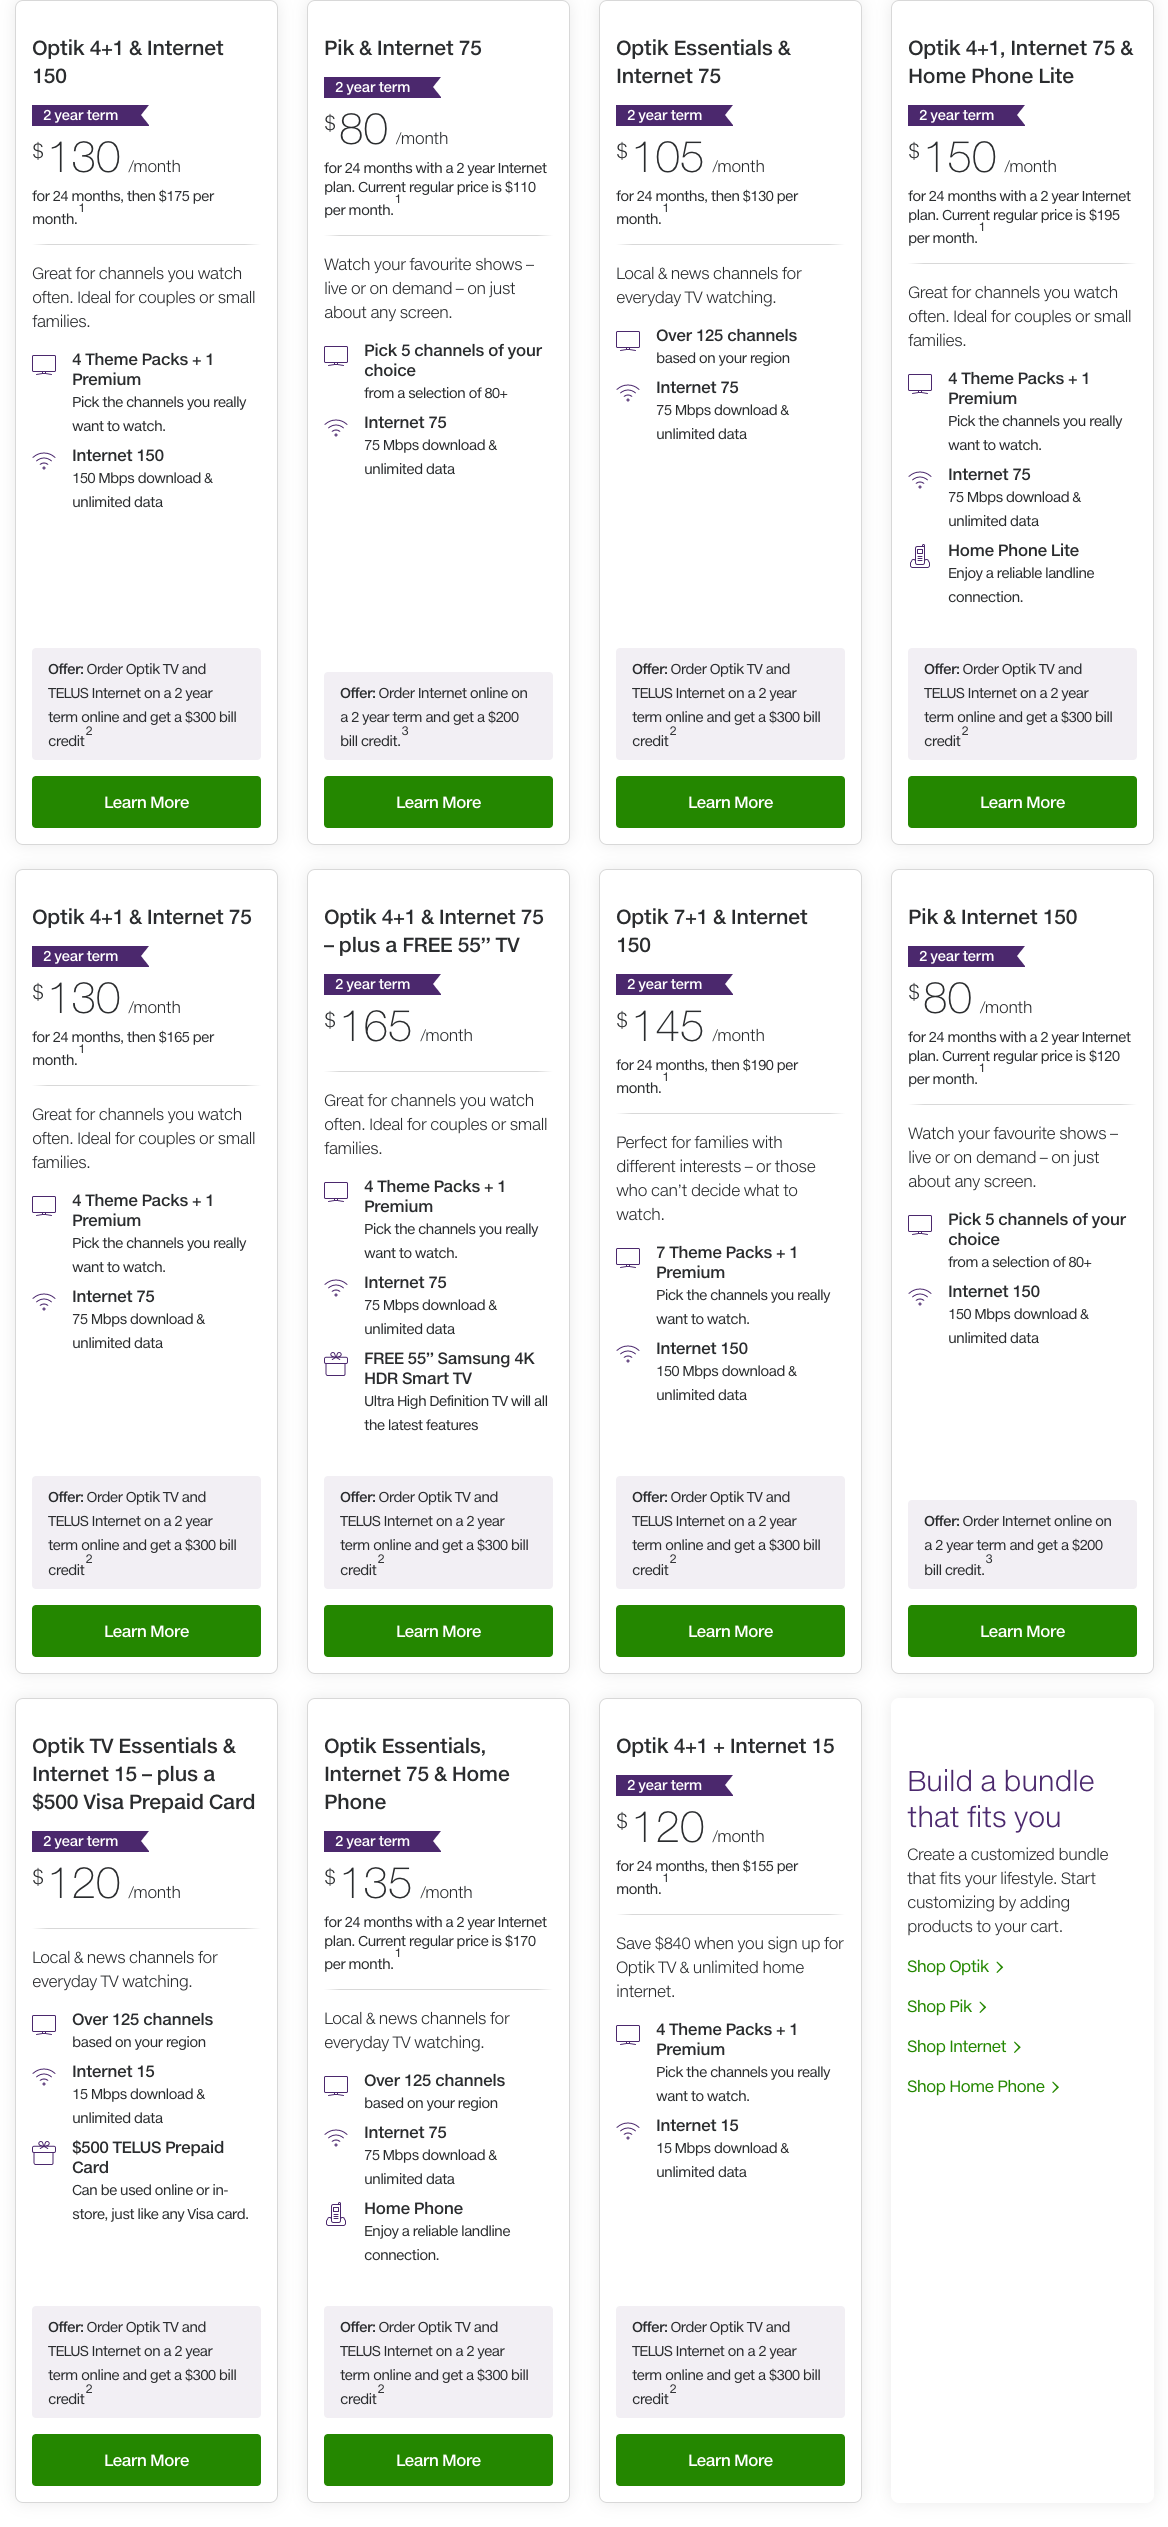 Optik 4+1 & Internet
150
2 year term
$130 /month
for 24 months, then $175 per
month.1
Great for channels you watch
often. Ideal for couples or small
families.
4 Theme Packs + 1
Premium
Pick the channels you really
want to watch.
Internet 150
150 Mbps download &
unlimited data
Offer: Order Optik TV and
TELUS Internet on a 2 year
term online and get a $300 bill
credit2
Learn More
Pik & Internet 75
2 year term
$80 /month
for 24 months with a 2 year Internet
plan. Current regular price is $110
per month.1
Watch your favourite shows –
live or on demand – on just
about any screen.
Pick 5 channels of your
choice
from a selection of 80+
Internet 75
75 Mbps download &
unlimited data
Offer: Order Internet online on
a 2 year term and get a $200
bill credit.3
Learn More
Optik Essentials &
Internet 75
2 year term
$105 /month
for 24 months, then $130 per
month.1
Local & news channels for
everyday TV watching.
Over 125 channels
based on your region
Internet 75
75 Mbps download &
unlimited data
Offer: Order Optik TV and
TELUS Internet on a 2 year
term online and get a $300 bill
credit2
Learn More
Optik 4+1, Internet 75 &
Home Phone Lite
2 year term
$150 /month
for 24 months with a 2 year Internet
plan. Current regular price is $195
per month.1
Great for channels you watch
often. Ideal for couples or small
families.
4 Theme Packs + 1
Premium
Pick the channels you really
want to watch.
Internet 75
75 Mbps download &
unlimited data
Home Phone Lite
Enjoy a reliable landline
connection.
Offer: Order Optik TV and
TELUS Internet on a 2 year
term online and get a $300 bill
credit2
Learn More
Optik 4+1 & Internet 75
2 year term
$130 /month
for 24 months, then $165 per
month.1
Great for channels you watch
often. Ideal for couples or small
families.
4 Theme Packs + 1
Premium
Pick the channels you really
want to watch.
Internet 75
75 Mbps download &
unlimited data
Offer: Order Optik TV and
TELUS Internet on a 2 year
term online and get a $300 bill
credit2
Learn More
Optik 4+1 & Internet 75
– plus a FREE 55” TV
2 year term
$165 /month
Great for channels you watch
often. Ideal for couples or small
families.
4 Theme Packs + 1
Premium
Pick the channels you really
want to watch.
Internet 75
75 Mbps download &
unlimited data
FREE 55” Samsung 4K
HDR Smart TV
Ultra High Definition TV will all
the latest features
Offer: Order Optik TV and
TELUS Internet on a 2 year
term online and get a $300 bill
credit2
Learn More
Optik 7+1 & Internet
150
2 year term
$145 /month
for 24 months, then $190 per
month.1
Perfect for families with
different interests – or those
who can’t decide what to
watch.
7 Theme Packs + 1
Premium
Pick the channels you really
want to watch.
Internet 150
150 Mbps download &
unlimited data
Offer: Order Optik TV and
TELUS Internet on a 2 year
term online and get a $300 bill
credit2
Learn More
Pik & Internet 150
2 year term
$80 /month
for 24 months with a 2 year Internet
plan. Current regular price is $120
per month.1
Watch your favourite shows –
live or on demand – on just
about any screen.
Pick 5 channels of your
choice
from a selection of 80+
Internet 150
150 Mbps download &
unlimited data
Offer: Order Internet online on
a 2 year term and get a $200
bill credit.3
Learn More
Optik TV Essentials &
Internet 15 – plus a
$500 Visa Prepaid Card
2 year term
$120 /month
Local & news channels for
everyday TV watching.
Over 125 channels
based on your region
Internet 15
15 Mbps download &
unlimited data
$500 TELUS Prepaid
Card
Can be used online or in-
store, just like any Visa card.
Offer: Order Optik TV and
TELUS Internet on a 2 year
term online and get a $300 bill
credit2
Learn More
Optik Essentials,
Internet 75 & Home
Phone
2 year term
$135 /month
for 24 months with a 2 year Internet
plan. Current regular price is $170
per month.1
Local & news channels for
everyday TV watching.
Over 125 channels
based on your region
Internet 75
75 Mbps download &
unlimited data
Home Phone
Enjoy a reliable landline
connection.
Offer: Order Optik TV and
TELUS Internet on a 2 year
term online and get a $300 bill
credit2
Learn More
Optik 4+1 + Internet 15
2 year term
$120 /month
for 24 months, then $155 per
month.1
Save $840 when you sign up for
Optik TV & unlimited home
internet.
4 Theme Packs + 1
Premium
Pick the channels you really
want to watch.
Internet 15
15 Mbps download &
unlimited data
Offer: Order Optik TV and
TELUS Internet on a 2 year
term online and get a $300 bill
credit2
Learn More
Build a bundle
that fits you
Create a customized bundle
that fits your lifestyle. Start
customizing by adding
products to your cart.
Shop Optik
Shop Pik
Shop Internet
Shop Home Phone